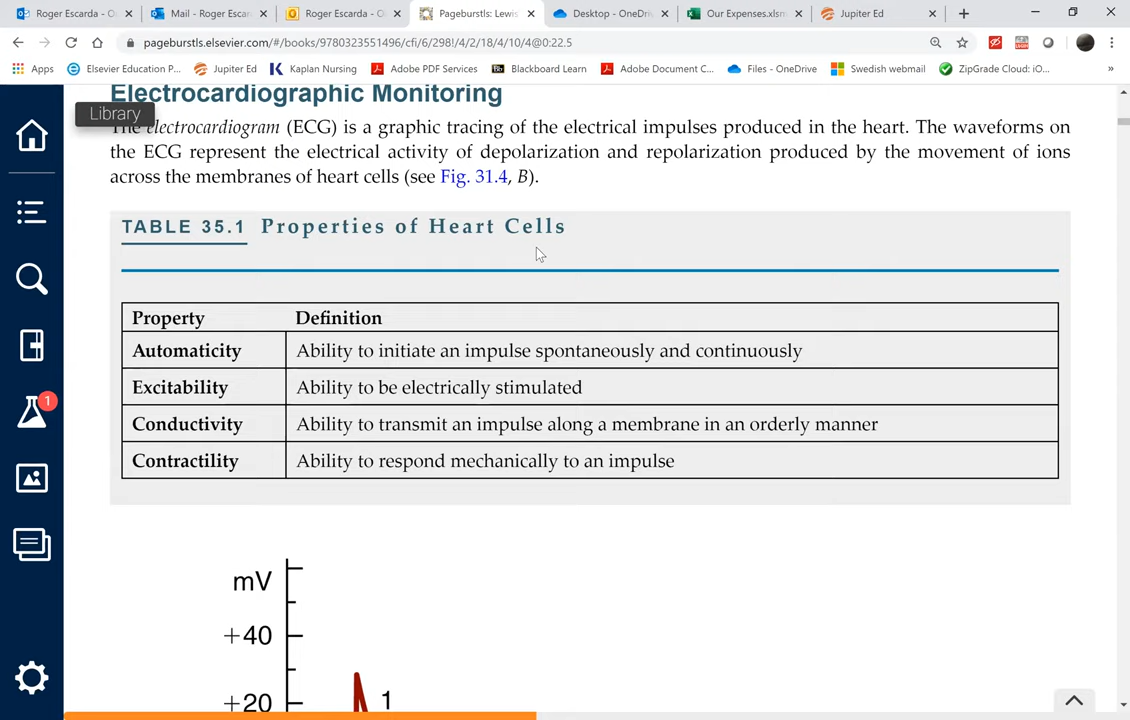 Roger Escarda - Ou
Mail - Roger Escar
Roger Escarda - O
Pageburstls: Lewis
Desktop - OneDri
Our Expenses.xlsm
Jupiter Ed
pageburstls.elsevier.com/#/books/9780323551496/cfi/6/298!/4/2/18/4/10/4@0:22.5
Apps Elsevier Education P... Jupiter Ed Kaplan Nursing Adobe PDF Services Blackboard Learn Adobe Document C... Files - OneDrive Swedish webmail ZipGrade Cloud: iO... »
Electrocardiographic Monitoring
Library
The electrocardiogram (ECG) is a graphic tracing of the electrical impulses produced in the heart. The waveforms on
the ECG represent the electrical activity of depolarization and repolarization produced by the movement of ions
across the membranes of heart cells (see Fig. 31.4, B).
TABLE 35.1 Properties of Heart Cells
Property Definition
Automaticity Ability to initiate an impulse spontaneously and continuously
Excitability Ability to be electrically stimulated
Conductivity Ability to transmit an impulse along a membrane in an orderly manner
Contractility Ability to respond mechanically to an impulse
1
mV
+40
+20
1